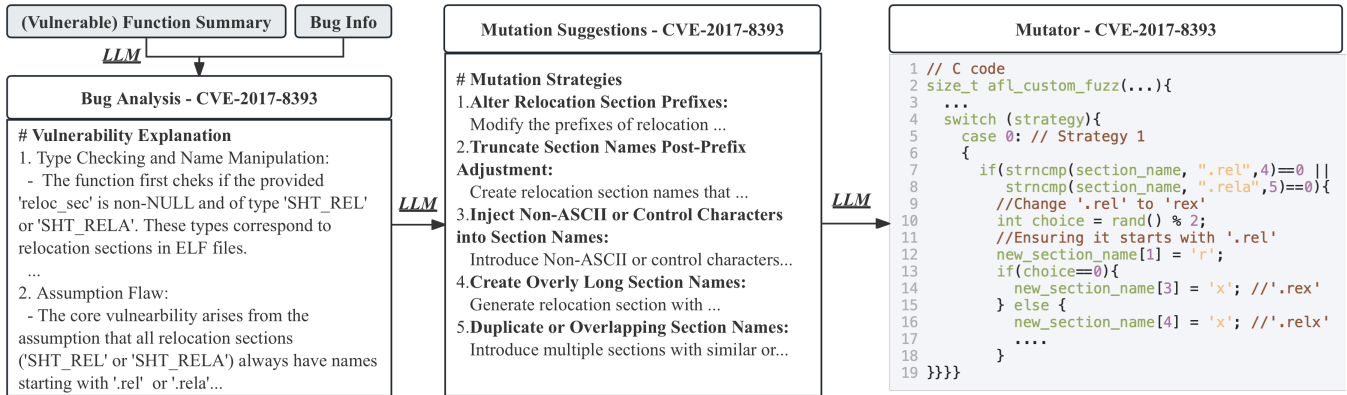 (Vulnerable) Function Summary
Bug Info
LLM
Bug Analysis - CVE-2017-8393
# Vulnerability Explanation
1. Type Checking and Name Manipulation:
- The function first cheks if the provided
'reloc_sec' is non-NULL and of type 'SHT_REL'
or 'SHT_RELA'. These types correspond to
relocation sections in ELF files.
...
2. Assumption Flaw:
- The core vulnearbility arises from the
assumption that all relocation sections
('SHT_REL' or 'SHT_RELA') always have names
starting with '.rel' or '.rela'...
LLM
Mutation Suggestions - CVE-2017-8393
# Mutation Strategies
1.Alter Relocation Section Prefixes:
Modify the prefixes of relocation ...
2.Truncate Section Names Post-Prefix
Adjustment:
Create relocation section names that ...
3.Inject Non-ASCII or Control Characters
into Section Names:
Introduce Non-ASCII or control characters...
4.Create Overly Long Section Names:
Generate relocation section with ...
5.Duplicate or Overlapping Section Names:
Introduce multiple sections with similar or...
LLM
Mutator - CVE-2017-8393
1 // C code
2 size_t afl_custom_fuzz(...){
3 ...
4 switch (strategy){
5 case 0: // Strategy 1
6 {
7 if(strncmp(section_name, ".rel",4)==0 ||
8 strncmp(section_name, ".rela",5)==0){
9 //Change '.rel' to 'rex'
10 int choice = rand() % 2;
11 //Ensuring it starts with '.rel'
12 new_section_name[1] = 'r';
13 if(choice==0){
14 new_section_name[3] = 'x'; //'.rex'
15 } else {
16 new_section_name[4] = 'x'; //'.relx'
17 ....
18 }
19 }}}}